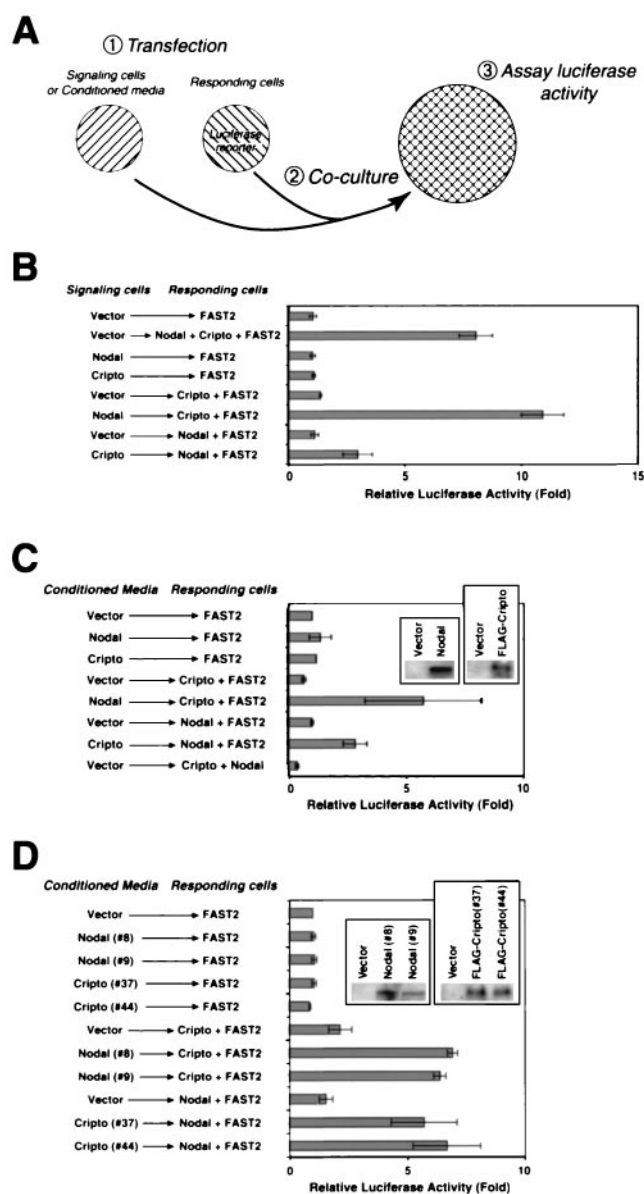 A
① Transfection
Signaling cells
or Conditioned media
Responding cells
Luciferase
reporter
② Co-culture
③ Assay luciferase
activity
B
Signaling cells Responding cells
Vector FAST2
Vector Nodal + Cripto + FAST2
Nodal FAST2
Cripto FAST2
Vector Cripto + FAST2
Nodal Cripto + FAST2
Vector Nodal + FAST2
Cripto Nodal + FAST2
0 5 10 15
Relative Luciferase Activity (Fold)
C
Conditioned Media Responding cells
Vector FAST2
Nodal FAST2
Cripto FAST2
Vector Cripto + FAST2
Nodal Cripto + FAST2
Vector Nodal + FAST2
Cripto Nodal + FAST2
Vector Cripto + Nodal
Vector
Nodal
Vector
FLAG-Cripto
0 5 10
Relative Luciferase Activity (Fold)
D
Conditioned Media Responding cells
Vector FAST2
Nodal (#8) FAST2
Nodal (#9) FAST2
Cripto (#37) FAST2
Cripto (#44) FAST2
Vector Cripto + FAST2
Nodal (#8) Cripto + FAST2
Nodal (#9) Cripto + FAST2
Vector Nodal + FAST2
Cripto (#37) Nodal + FAST2
Cripto (#44) Nodal + FAST2
Vector
Nodal (#8)
Nodal (#9)
Vector
FLAG-Cripto(#37)
FLAG-Cripto(#44)
0 5 10
Relative Luciferase Activity (Fold)